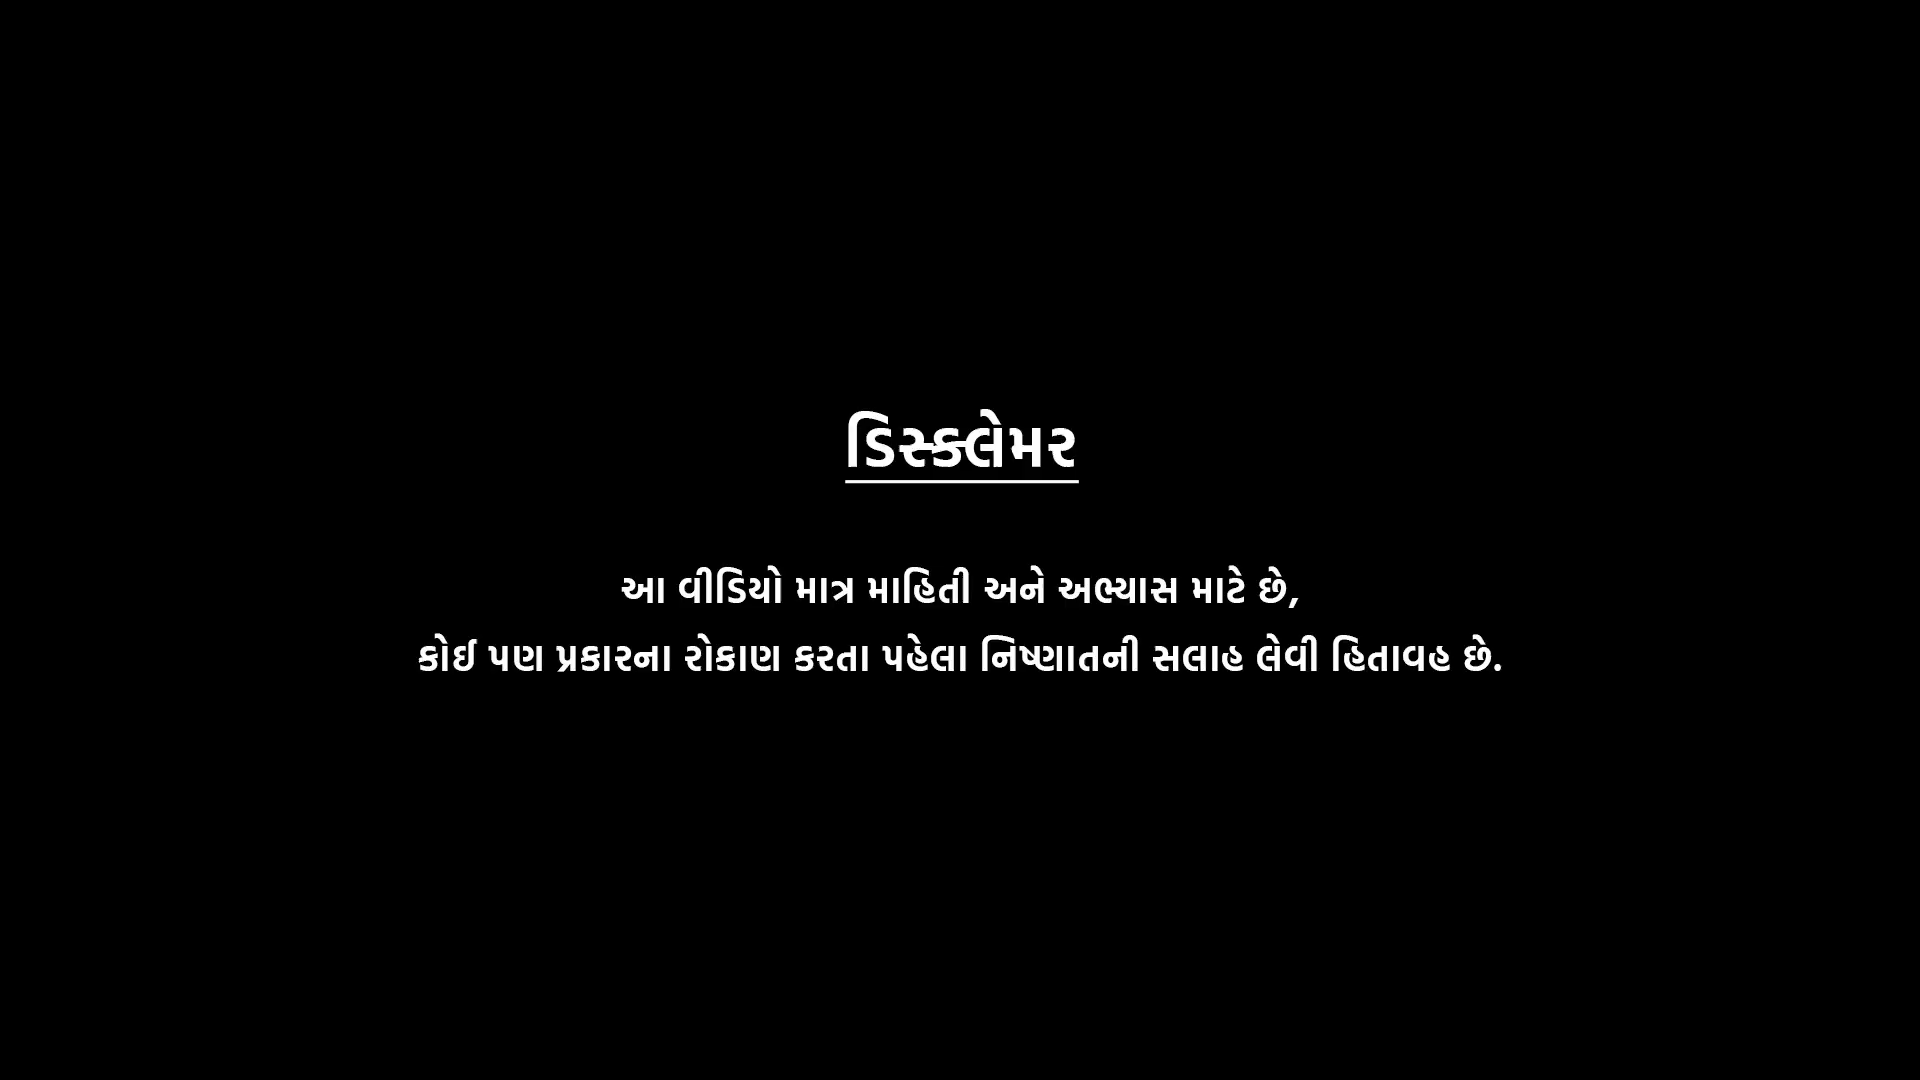 ડિસ્ક્લેમર
આ વીડિયો માત્ર માહિતી અને અભ્યાસ માટે છે,
કોઈ પણ પ્રકારના રોકાણ કરતા પહેલા નિષ્ણાતની સલાહ લેવી હિતાવહ છે.